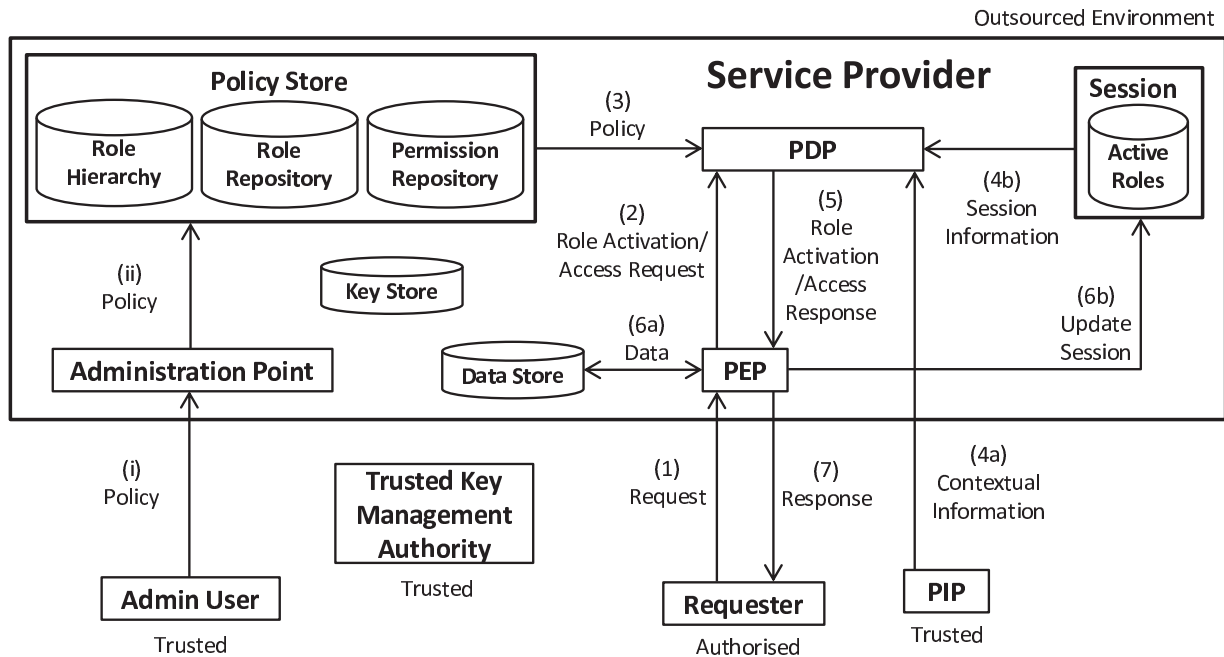 Outsourced Environment
Service Provider
Policy Store
Role
Hierarchy
Role
Repository
Permission
Repository
(3)
Policy
PDP
Session
Active
Roles
(4b)
Session
Information
(2)
Role Activation/
Access Request
(5)
Role
Activation
/Access
Response
(ii)
Policy
Key Store
(6a)
Data
(6b)
Update
Session
Administration Point
Data Store
PEP
(i)
Policy
Trusted Key
Management
Authority
Trusted
(1)
Request
(7)
Response
(4a)
Contextual
Information
Admin User
Trusted
Requester
Authorised
PIP
Trusted